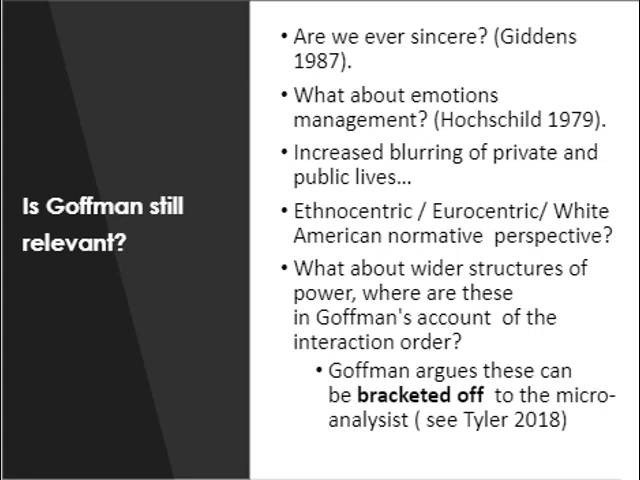 Is Goffman still
relevant?
• Are we ever sincere? (Giddens
1987).
• What about emotions
management? (Hochschild 1979).
• Increased blurring of private and
public lives...
• Ethnocentric / Eurocentric/ White
American normative perspective?
• What about wider structures of
power, where are these
in Goffman's account of the
interaction order?
• Goffman argues these can
be bracketed off to the micro-
analysist ( see Tyler 2018)